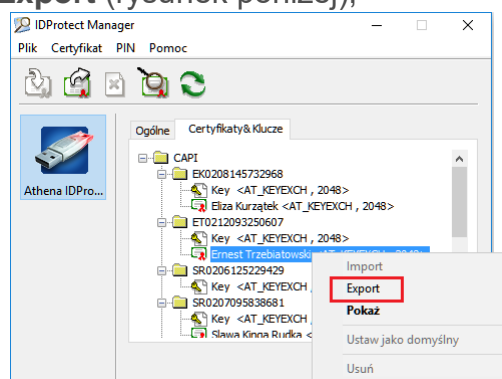 Export (rysunek poniżej),
IDProtect Manager
Plik Certyfikat PIN Pomoc
Ogólne Certyfikaty& Klucze
Athena IDPro...
CAPI
EK0208145732968
Key <AT_KEYEXCH , 2048>
Eliza Kurzątek <AT_KEYEXCH , 2048>
ET0212093250607
Key <AT_KEYEXCH , 2048>
Ernest Trzebiatowski <AT_KEYEXCH , 2048>
SR0206125229429
Key <AT_KEYEXCH ,
SR0207095838681
Key <AT_KEYEXCH ,
Sława Kinga Rudka <
Import
Export
Pokaż
Ustaw jako domyślny
Usuń